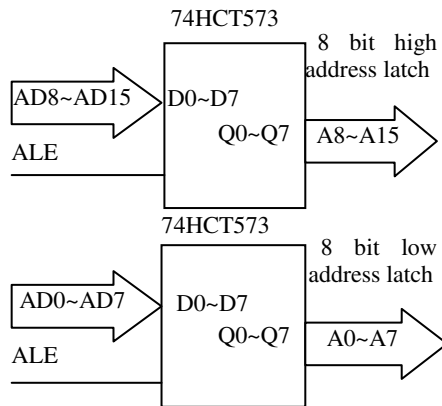 74HCT573
8 bit high
address latch
AD8~AD15
D0~D7
Q0~Q7
A8~A15
ALE
74HCT573
8 bit low
address latch
AD0~AD7
D0~D7
Q0~Q7
A0~A7
ALE